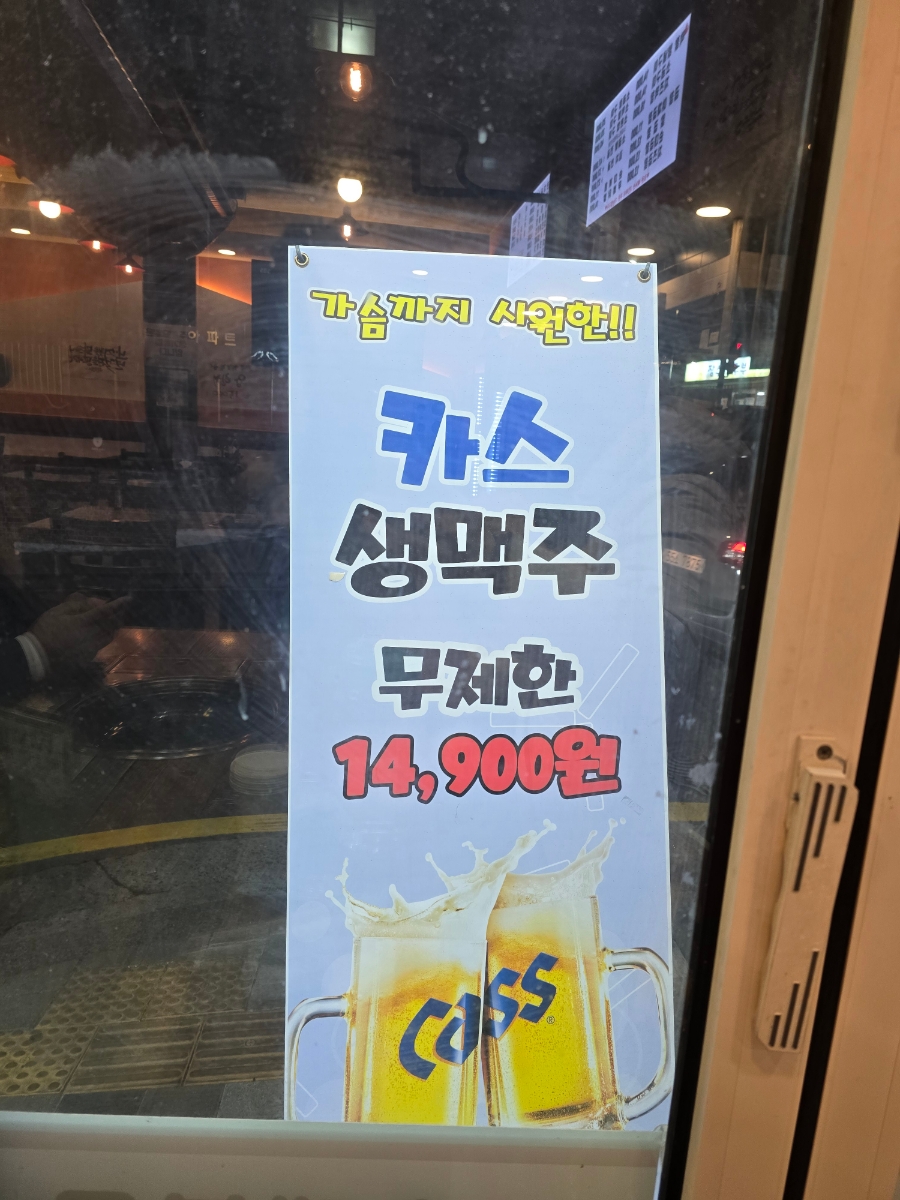 가슴까지 시원한!!
카스
생맥주
무제한
14,900원
Cass